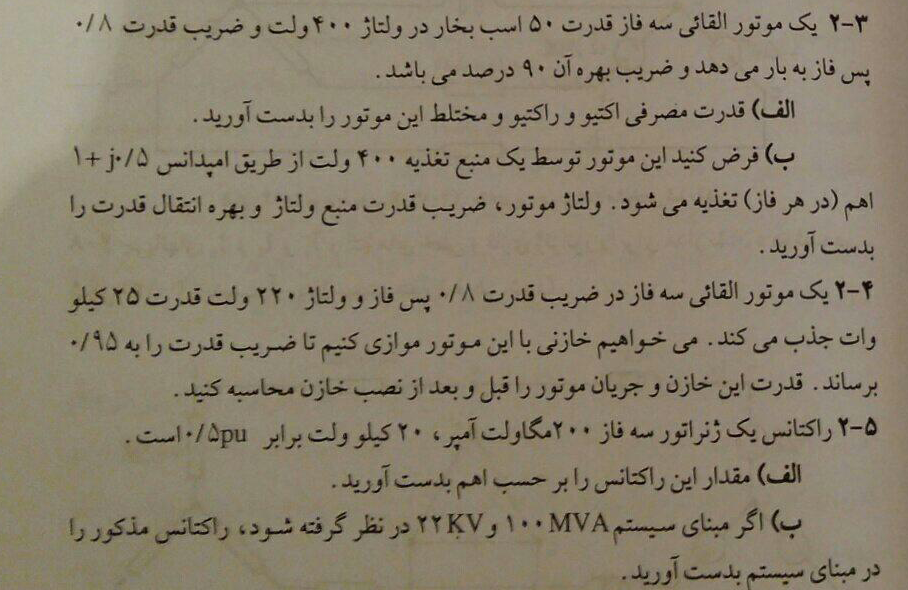 ۲-۳ یک موتور القائی سه فاز قدرت ۵۰ اسب بخار در ولتاژ ۴۰۰ ولت و ضریب قدرت ۰/۸
پس فاز به بار می دهد و ضریب بهره آن ۹۰ درصد می باشد.
الف) قدرت مصرفی اکتیو و راکتیو و مختلط این موتور را بدست آورید.
ب) فرض کنید این موتور توسط یک منبع تغذیه ۴۰۰ ولت از طریق امپدانس ۱+j۰/۵
اهم (در هر فاز) تغذیه می شود. ولتاژ موتور، ضریب قدرت منبع ولتاژ و بهره انتقال قدرت را
بدست آورید.
۲-۴ یک موتور القائی سه فاز در ضریب قدرت ۰/۸ پس فاز و ولتاژ ۲۲۰ ولت قدرت ۲۵ کیلو
وات جذب می کند. می خواهیم خازنی با این موتور موازی کنیم تا ضریب قدرت را به ۰/۹۵
برساند. قدرت این خازن و جریان موتور را قبل و بعد از نصب خازن محاسبه کنید.
۲-۵ راکتانس یک ژنراتور سه فاز ۲۰۰مگاولت آمپر، ۲۰ کیلو ولت برابر ۰/۵pu است.
الف) مقدار این راکتانس را بر حسب اهم بدست آورید.
ب) اگر مبنای سیستم ۱۰۰ MVA و ۲۲KV در نظر گرفته شود، راکتانس مذکور را
در مبنای سیستم بدست آورید.